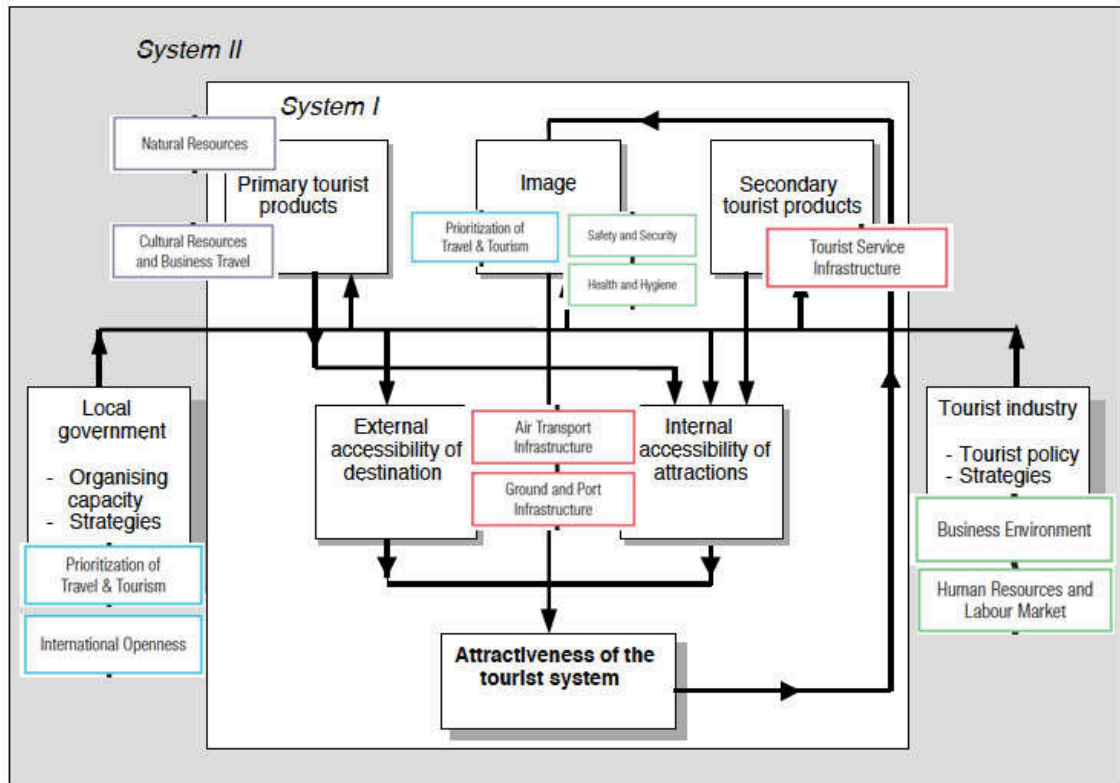 System II
System I
Natural Resources
Primary tourist
products
Cultural Resources
and Business Travel
Image
Prioritization of
Travel & Tourism
Safety and Security
Health and Hygiene
Secondary
tourist products
Tourist Service
Infrastructure
Local
government
- Organising
capacity
- Strategies
Prioritization of
Travel & Tourism
International Openness
External
accessibility of
destination
Air Transport
Infrastructure
Ground and Port
Infrastructure
Internal
accessibility of
attractions
Tourist industry
- Tourist policy
- Strategies
Business Environment
Human Resources and
Labour Market
Attractiveness of the
tourist system